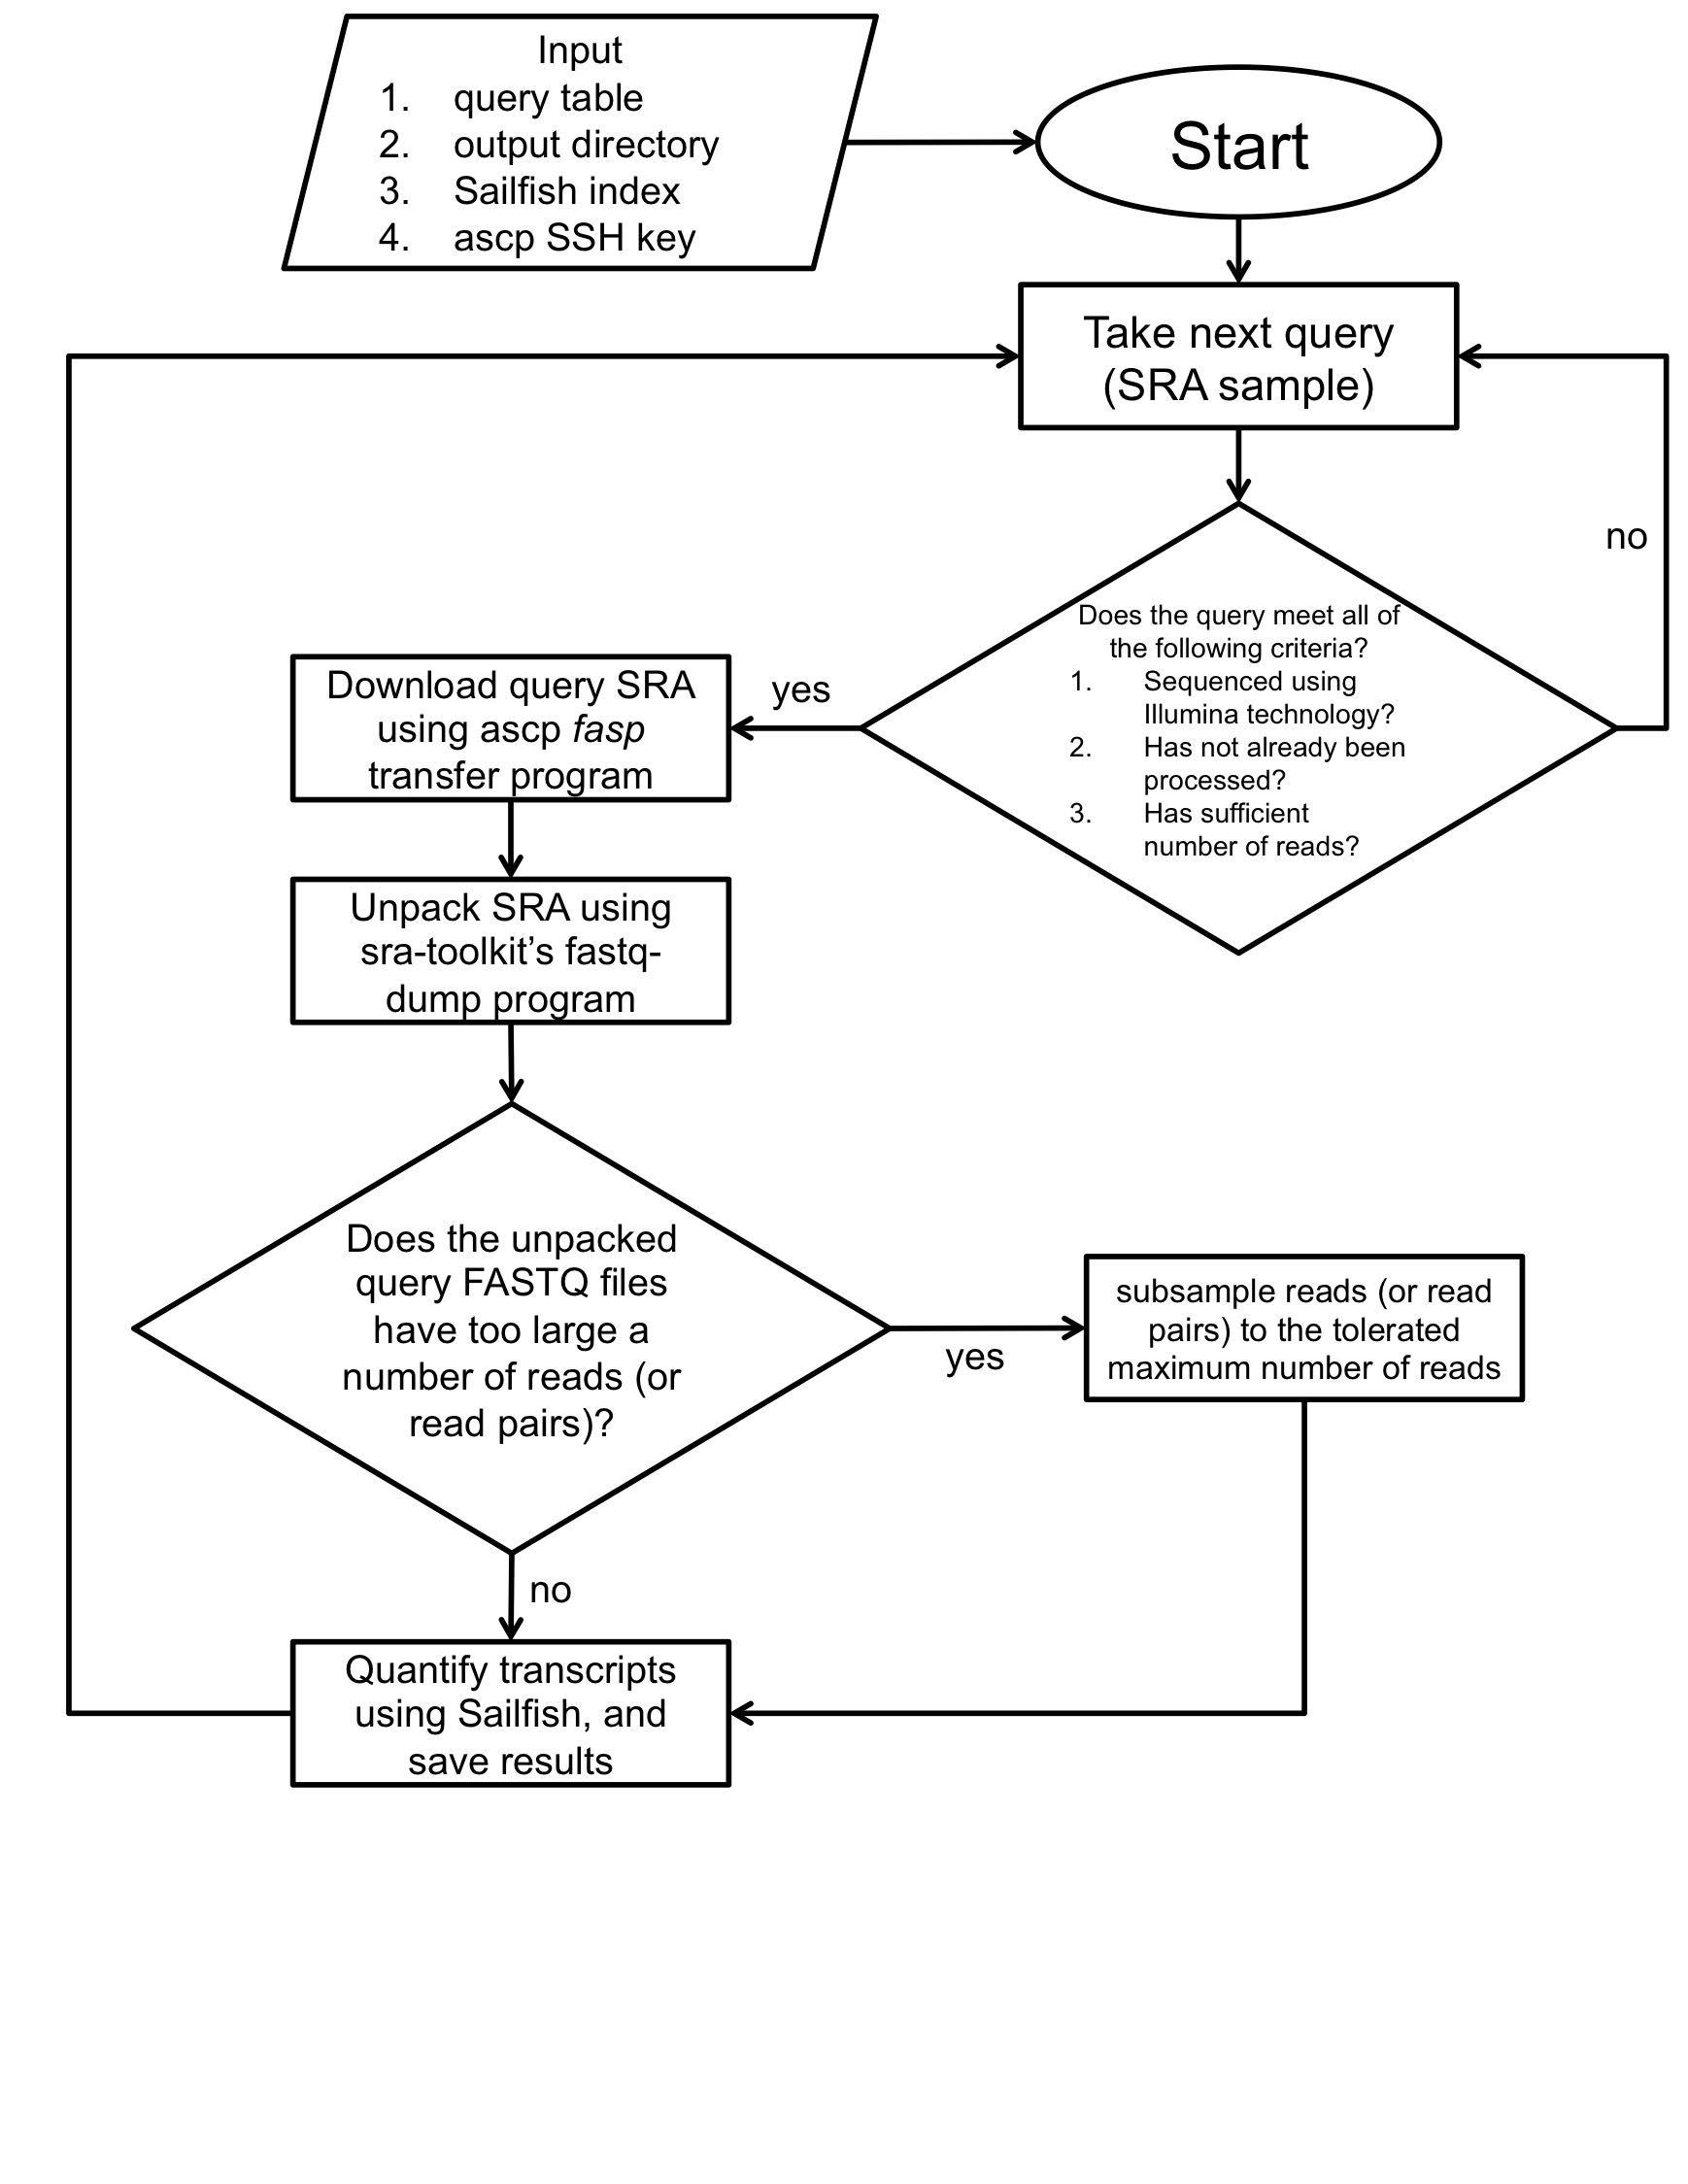 Input
1. query table
2. output directory
3. Sailfish index
4. ascp SSH key
Start
Take next query
(SRA sample)
no
Does the query meet all of
the following criteria?
1. Sequenced using
Illumina technology?
2. Has not already been
processed?
3. Has sufficient
number of reads?
yes
Download query SRA
using ascp fasp
transfer program
Unpack SRA using
sra-toolkit’s fastq-
dump program
Does the unpacked
query FASTQ files
have too large a
number of reads (or
read pairs)?
yes
subsample reads (or read
pairs) to the tolerated
maximum number of reads
no
Quantify transcripts
using Sailfish, and
save results